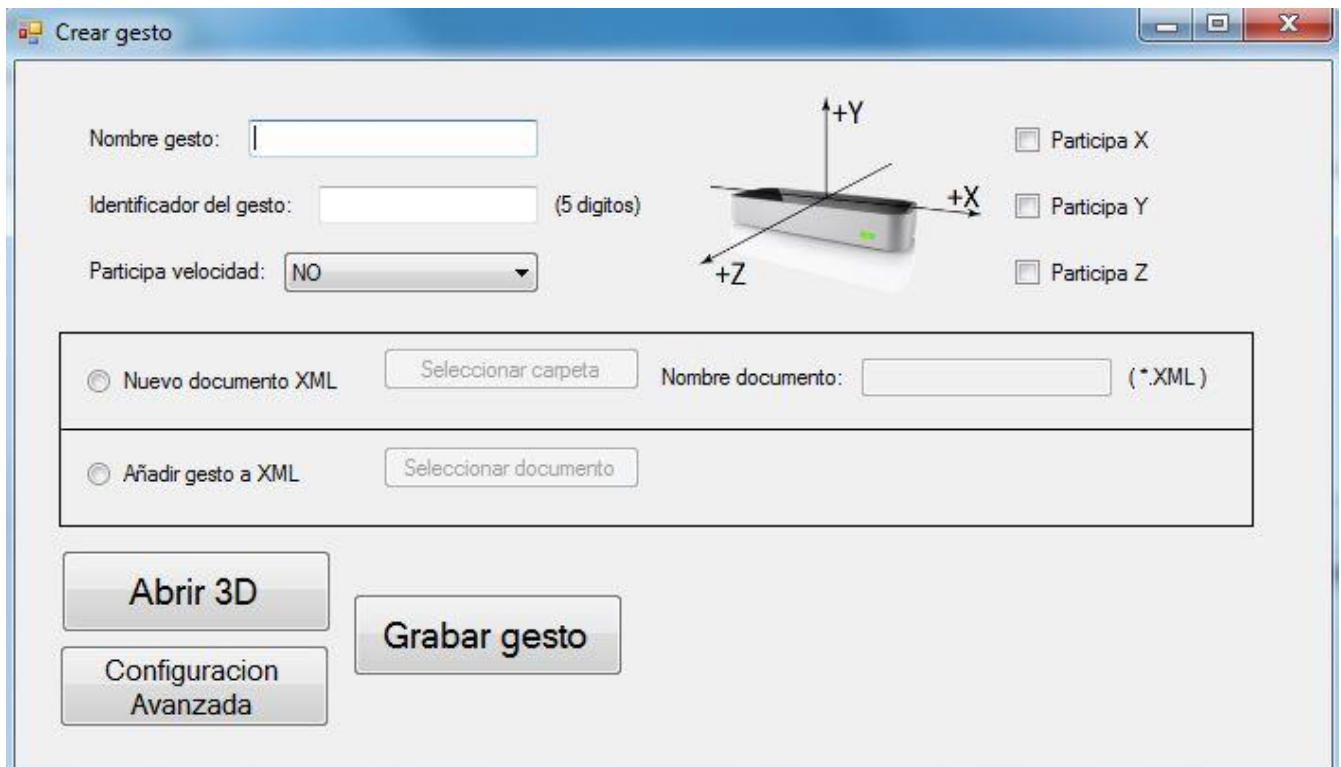 Crear gesto
Nombre gesto:
+Y
Participa X
Identificador del gesto:
(5 digitos)
+X
Participa Y
Participa velocidad:
NO
+Z
Participa Z
Nuevo documento XML
Seleccionar carpeta
Nombre documento:
( *.XML )
Añadir gesto a XML
Seleccionar documento
Abrir 3D
Grabar gesto
Configuracion
Avanzada